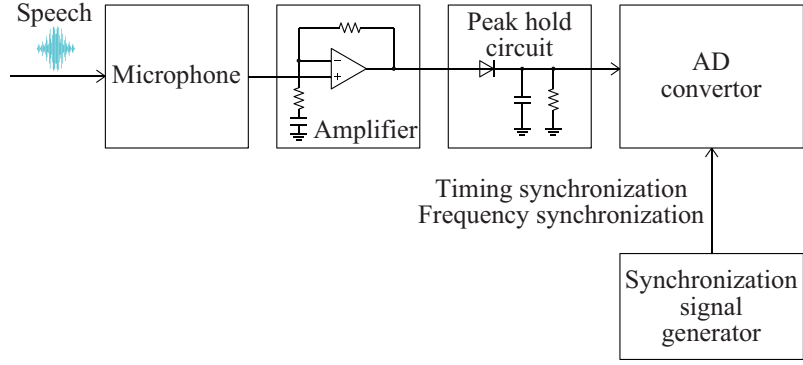 Speech
Microphone
−
+
Amplifier
Peak hold
circuit
AD
convertor
Timing synchronization
Frequency synchronization
Synchronization
signal
generator